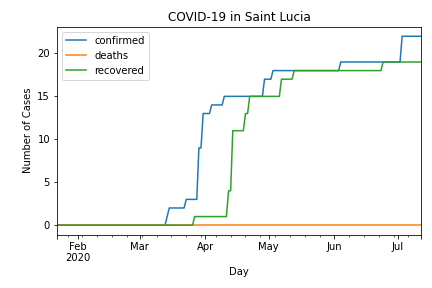 COVID-19 in Saint Lucia
confirmed
deaths
recovered
Number of Cases
20
15
10
5
0
Feb
2020
Mar
Apr
May
Jun
Jul
Day